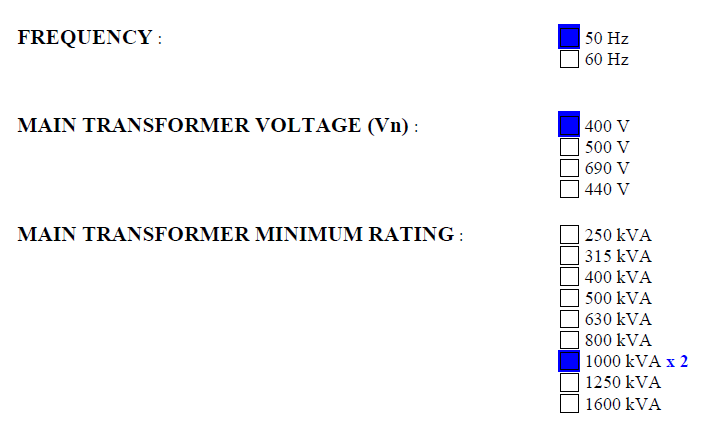 FREQUENCY : 50 Hz
60 Hz
MAIN TRANSFORMER VOLTAGE (Vn) : 400 V
500 V
690 V
440 V
MAIN TRANSFORMER MINIMUM RATING : 250 kVA
315 kVA
400 kVA
500 kVA
630 kVA
800 kVA
1000 kVA x 2
1250 kVA
1600 kVA